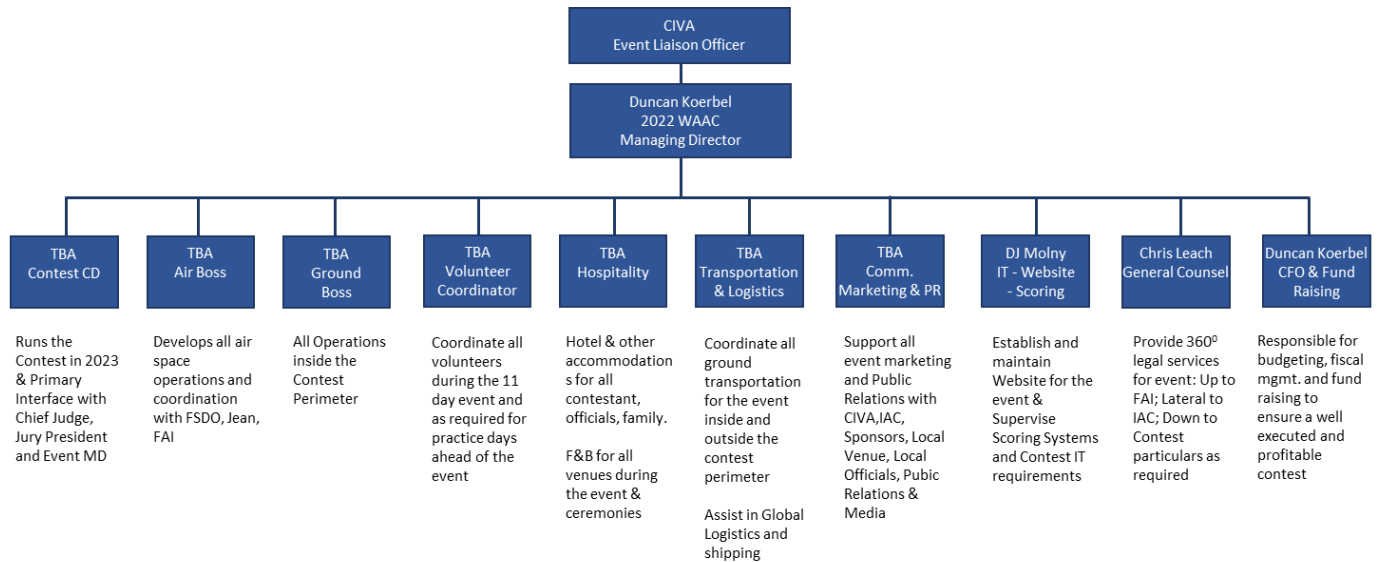 CIVA
Event Liaison Officer
Duncan Koerbel
2022 WAAC
Managing Director
TBA
Contest CD
TBA
Air Boss
TBA
Ground
Boss
TBA
Volunteer
Coordinator
TBA
Hospitality
TBA
Transportation
& Logistics
TBA
Comm.
Marketing & PR
DJ Molny
IT - Website
- Scoring
Chris Leach
General Counsel
Duncan Koerbel
CFO & Fund
Raising
Runs the
Contest in 2023
& Primary
Interface with
Chief Judge,
Jury President
and Event MD
Develops all air
space
operations and
coordination
with FSDO, Jean,
FAI
All Operations
inside the
Contest
Perimeter
Coordinate all
volunteers
during the 11
day event and
as required for
practice days
ahead of the
event
Hotel & other
accommodation
s for all
contestant,
officials, family.
F&B for all
venues during
the event &
ceremonies
Coordinate all
ground
transportation
for the event
inside and
outside the
contest
perimeter
Assist in Global
Logistics and
shipping
Support all
event marketing
and Public
Relations with
CIVA,IAC,
Sponsors, Local
Venue, Local
Officials, Pubic
Relations &
Media
Establish and
maintain
Website for the
event &
Supervise
Scoring Systems
and Contest IT
requirements
Provide 360⁰
legal services
for event: Up to
FAI; Lateral to
IAC; Down to
Contest
particulars as
required
Responsible for
budgeting, fiscal
mgmt. and fund
raising to
ensure a well
executed and
profitable
contest